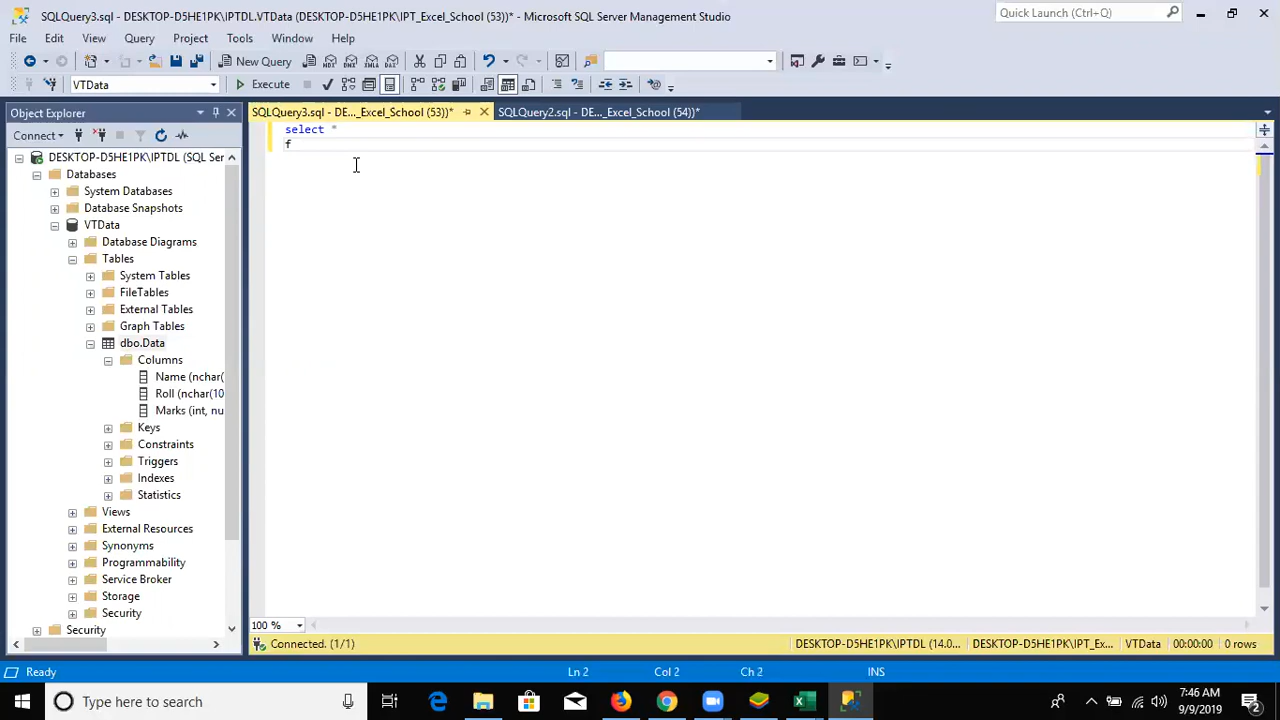 SQLQuery3.sql - DESKTOP-D5HE1PK\IPTDL.VTData (DESKTOP-D5HE1PK\IPT_Excel_School (53))* - Microsoft SQL Server Management Studio
Quick Launch (Ctrl+Q)
File Edit View Query Project Tools Window Help
New Query
VTData
Execute
Object Explorer
SQLQuery3.sql - DE..._Excel_School (53))*
SQLQuery2.sql - DE..._Excel_School (54))*
Connect
DESKTOP-D5HE1PK\IPTDL (SQL Ser
Databases
System Databases
Database Snapshots
VTData
Database Diagrams
Tables
System Tables
FileTables
External Tables
Graph Tables
dbo.Data
Columns
Name (nchar(
Roll (nchar(10
Marks (int, nu
Keys
Constraints
Triggers
Indexes
Statistics
Views
External Resources
Synonyms
Programmability
Service Broker
Storage
Security
Security
select *
f
100 %
Connected. (1/1)
DESKTOP-D5HE1PK\IPTDL (14.0... DESKTOP-D5HE1PK\IPT_Ex... VTData 00:00:00 0 rows
Ready
Ln 2 Col 2 Ch 2 INS
Type here to search
7:46 AM
9/9/2019
2